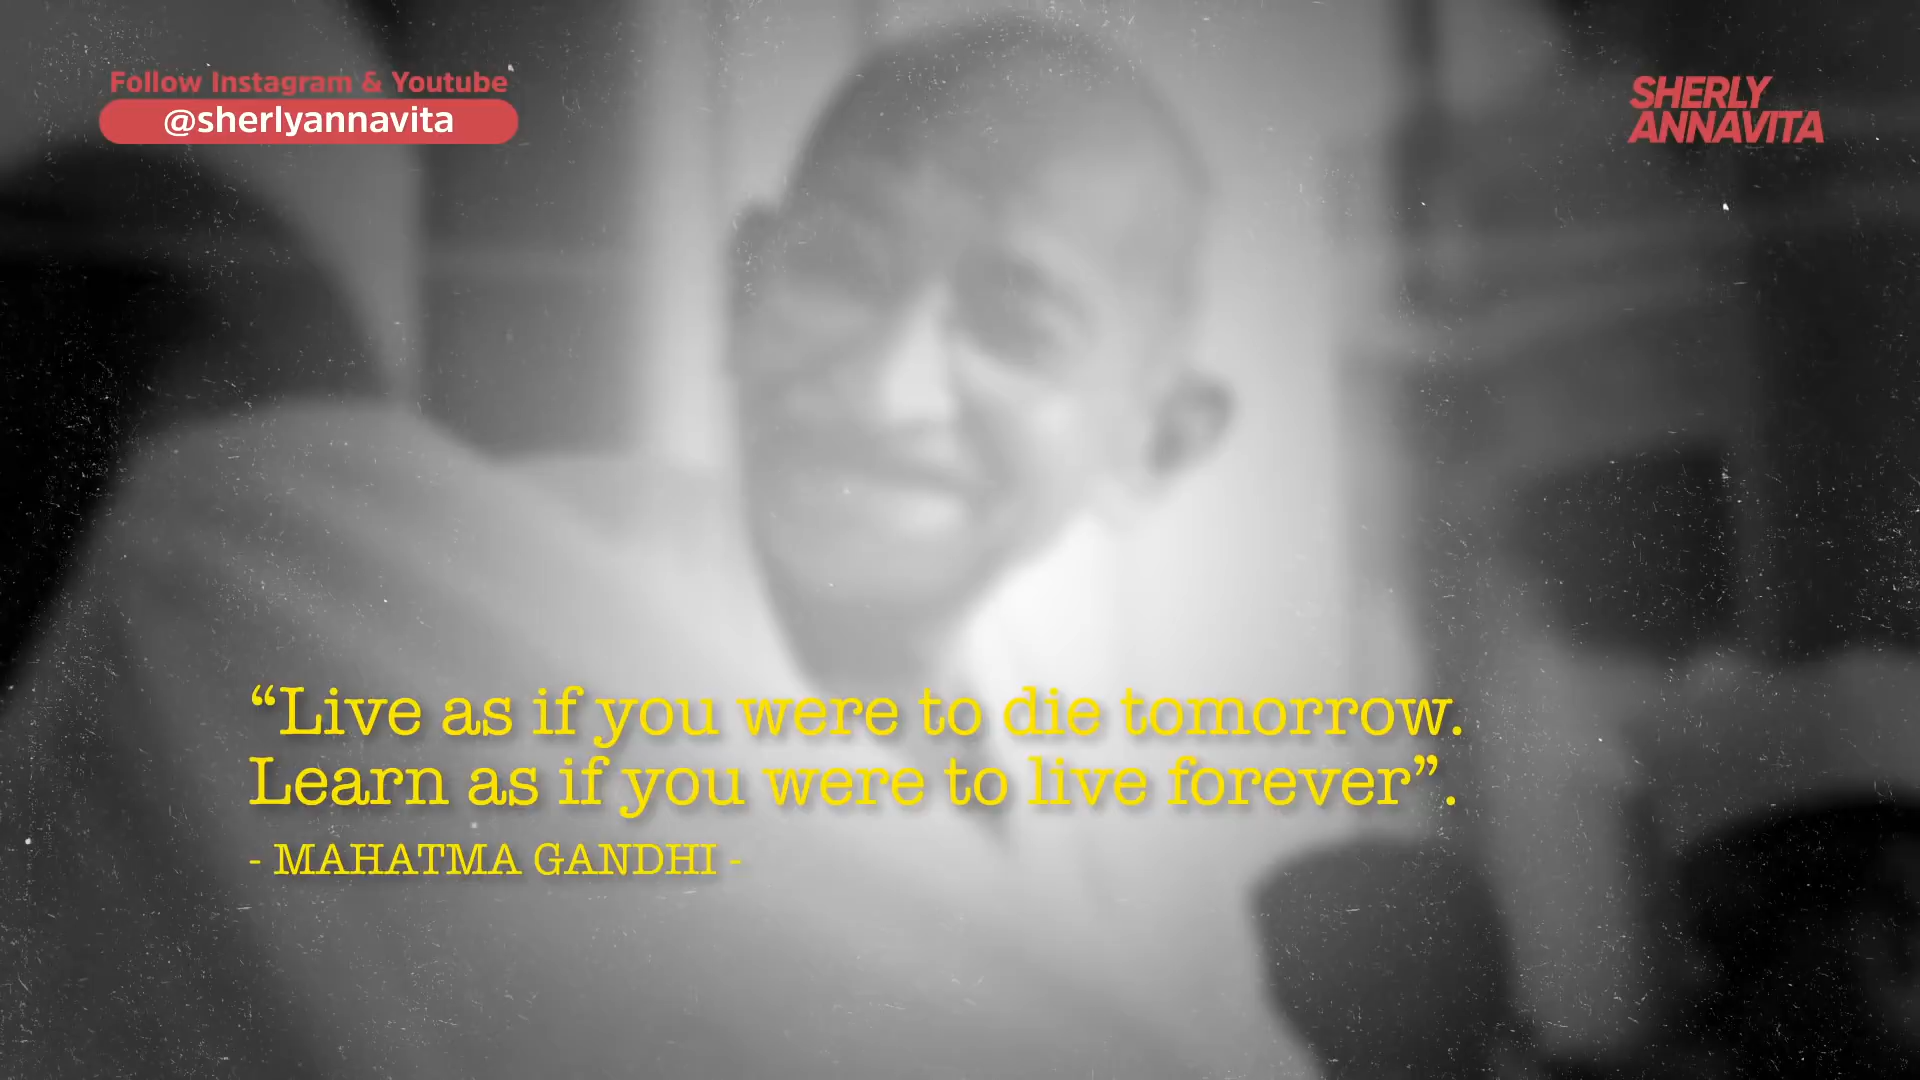 Follow Instagram & Youtube
@sherlyannavita
SHERLY
ANNAVITA
“Live as if you were to die tomorrow.
Learn as if you were to live forever”.
- MAHATMA GANDHI -